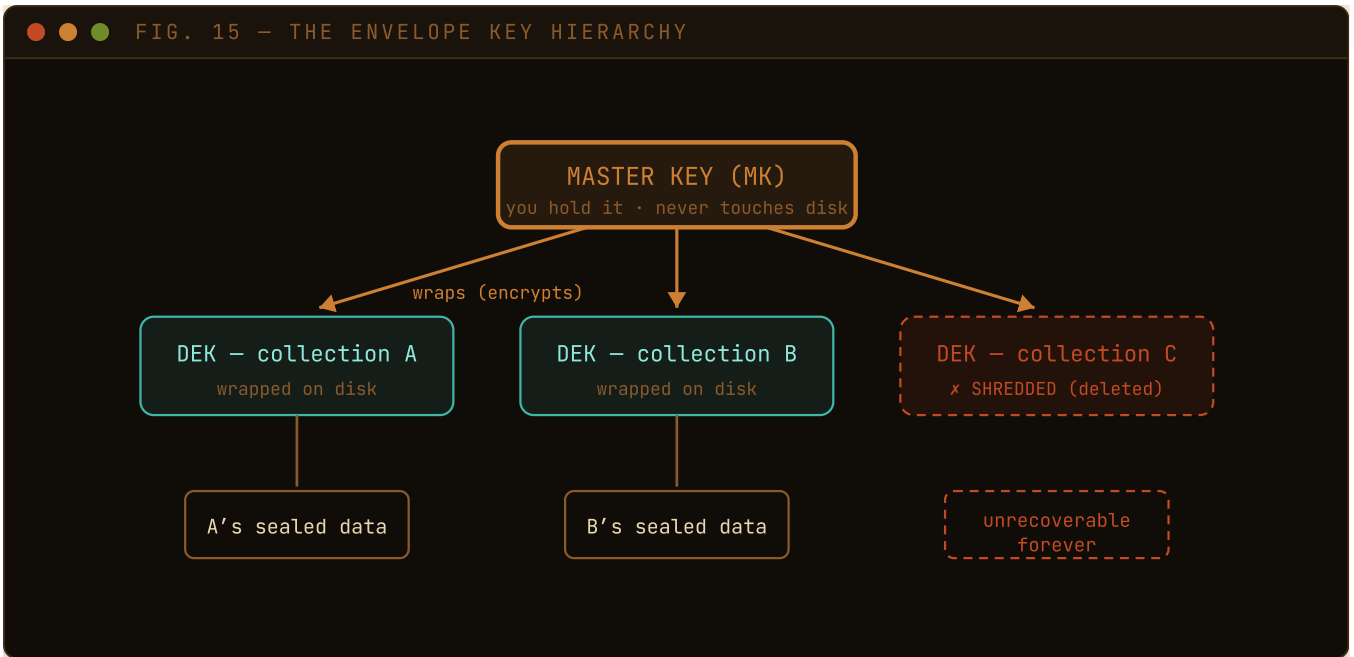 FIG. 15 — THE ENVELOPE KEY HIERARCHY
MASTER KEY (MK)
you hold it · never touches disk
wraps (encrypts)
DEK — collection A
wrapped on disk
DEK — collection B
wrapped on disk
DEK — collection C
✗ SHREDDED (deleted)
A’s sealed data
B’s sealed data
unrecoverable
forever